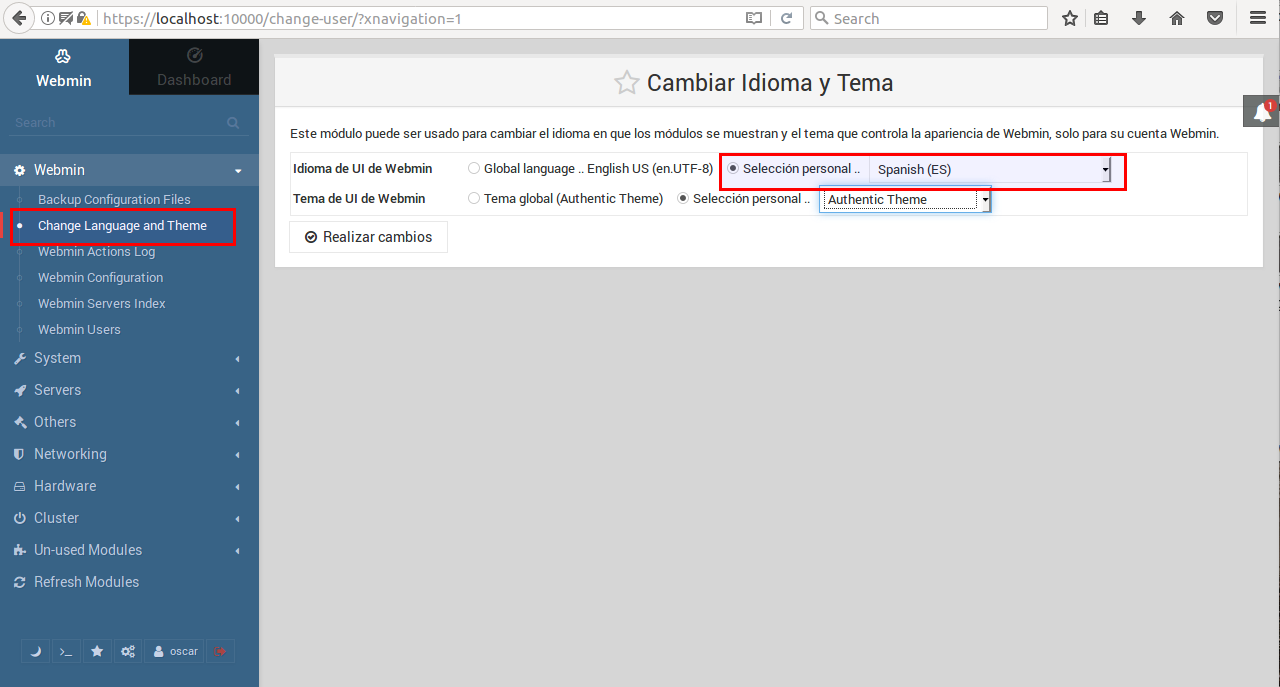 https://localhost:10000/change-user/?xnavigation=1
Search
Webmin
Dashboard
Search
Webmin
Backup Configuration Files
Change Language and Theme
Webmin Actions Log
Webmin Configuration
Webmin Servers Index
Webmin Users
System
Servers
Others
Networking
Hardware
Cluster
Un-used Modules
Refresh Modules
>_
oscar
Cambiar Idioma y Tema
1
Este módulo puede ser usado para cambiar el idioma en que los módulos se muestran y el tema que controla la apariencia de Webmin, solo para su cuenta Webmin.
Idioma de UI de Webmin Global language .. English US (en.UTF-8) Selección personal .. Spanish (ES)
Tema de UI de Webmin Tema global (Authentic Theme) Selección personal .. Authentic Theme
Realizar cambios